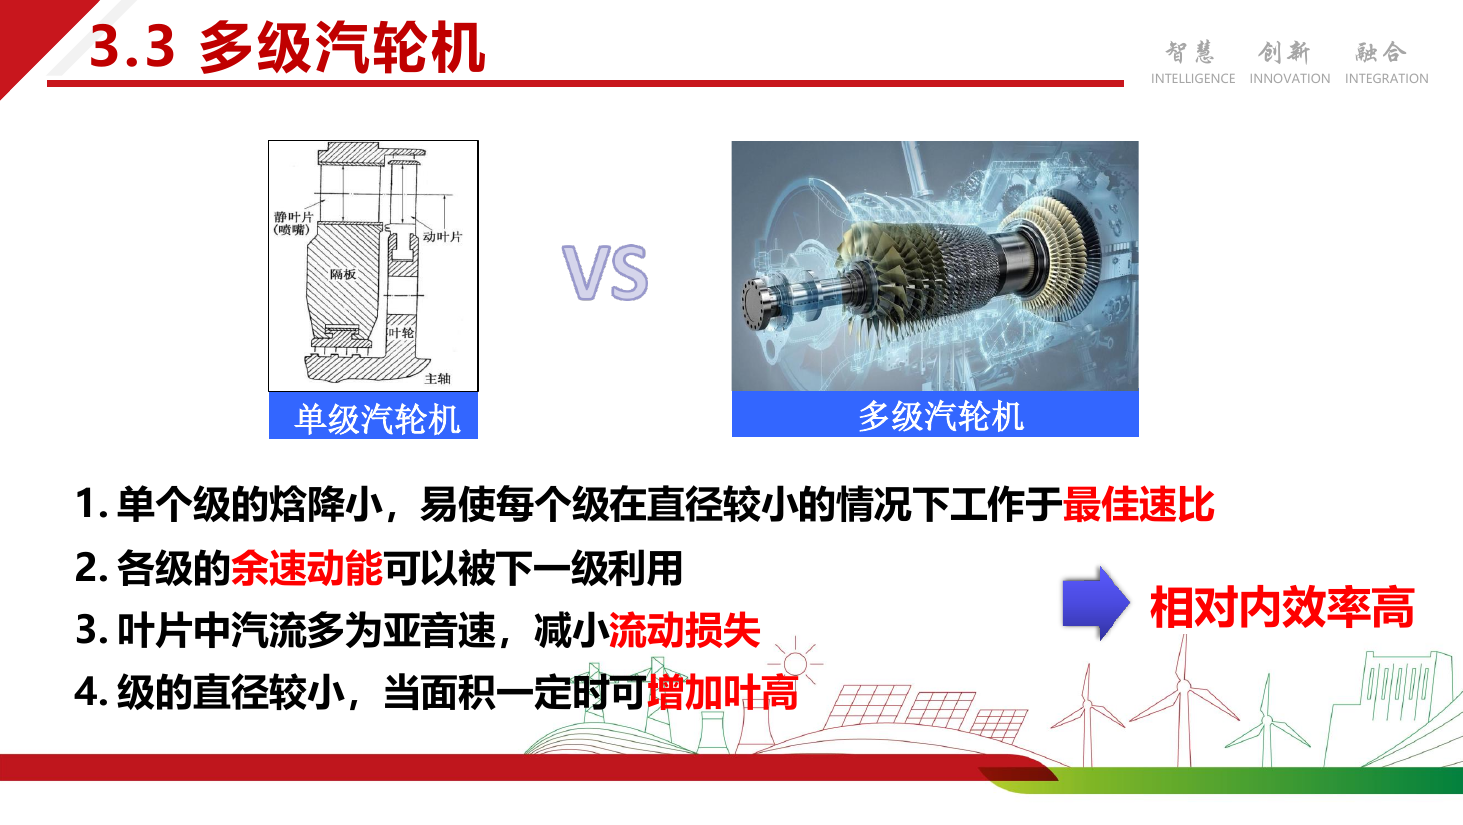 3.3 多级汽轮机
智慧 创新 融合
INTELLIGENCE INNOVATION INTEGRATION
静叶片
(喷嘴)
动叶片
隔板
叶轮
主轴
单级汽轮机
VS
多级汽轮机
1. 单个级的焓降小，易使每个级在直径较小的情况下工作于最佳速比
2. 各级的余速动能可以被下一级利用
3. 叶片中汽流多为亚音速，减小流动损失
4. 级的直径较小，当面积一定时可增加叶高
相对内效率高